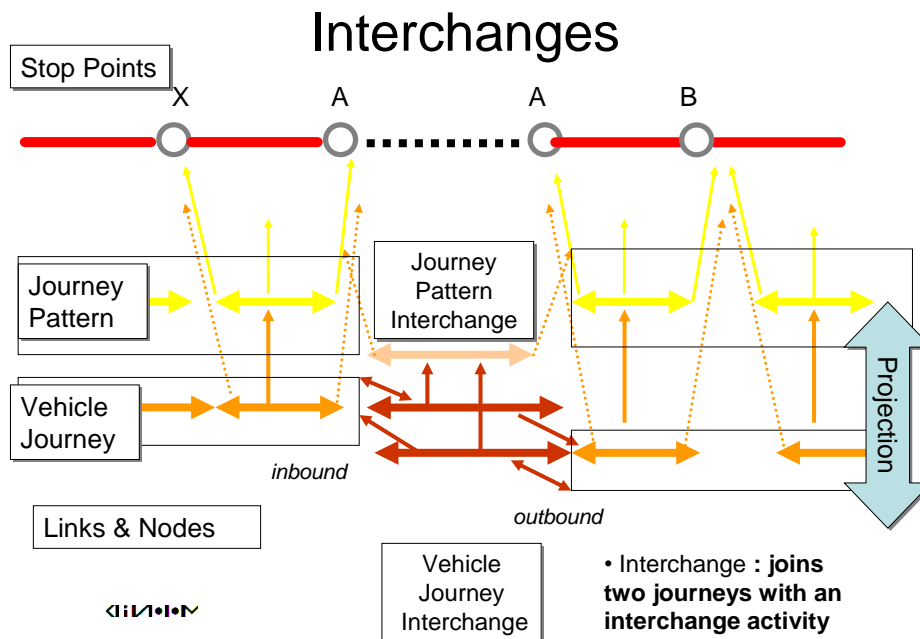 Interchanges
Stop Points
X
A
A
B
Journey
Pattern
Journey
Pattern
Interchange
Projection
Vehicle
Journey
inbound
outbound
Links & Nodes
Vehicle
Journey
Interchange
• Interchange : joins
two journeys with an
interchange activity